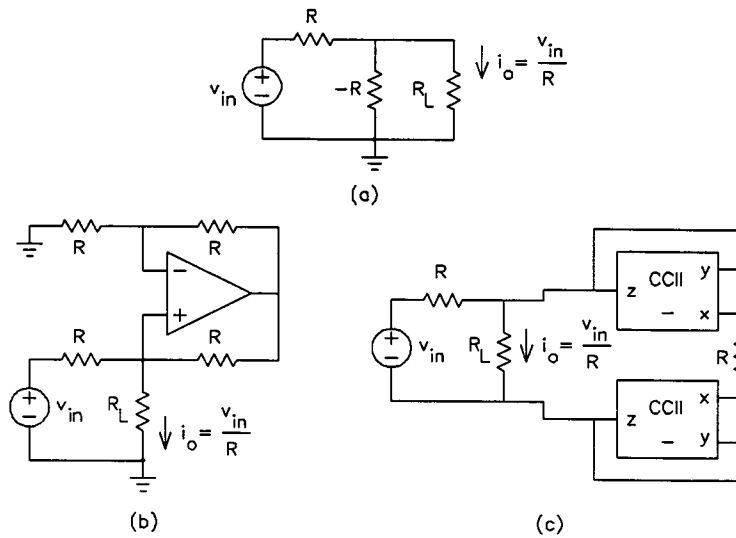 R
v_in
-R
R_L
i_o = v_in / R
(a)
R
R
-
+
R
R
v_in
R_L
i_o = v_in / R
(b)
R
v_in
R_L
i_o = v_in / R
z CCII y
- x
R
z CCII x
- y
(c)